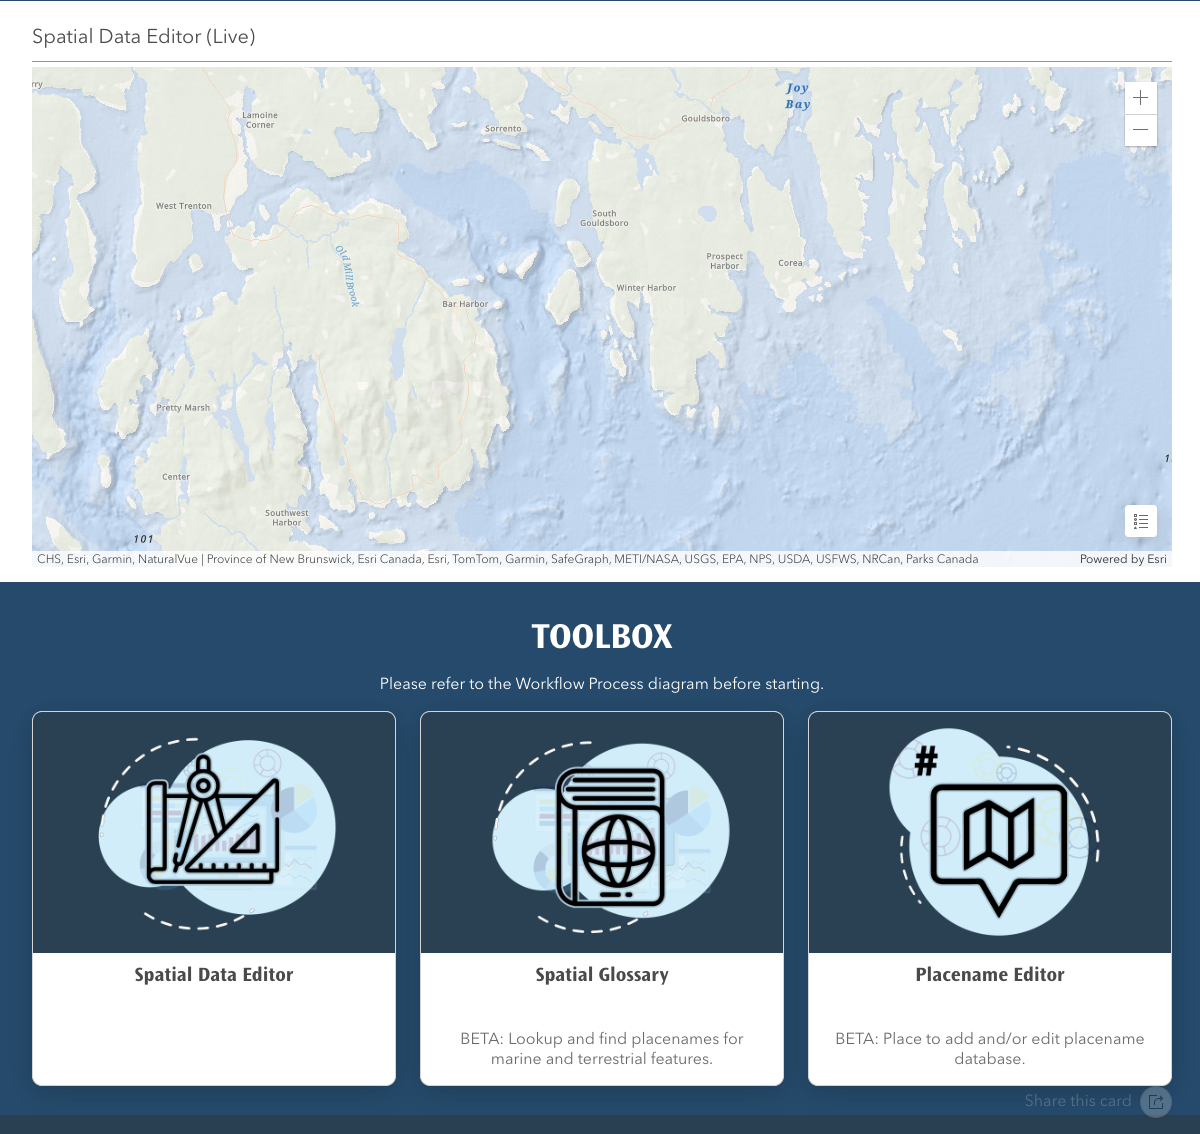 Spatial Data Editor (Live)
rry
Joy
Bay
Lamoine
Corner
Sorrento
Gouldsboro
West Trenton
South
Gouldsboro
Old Mill Brook
Prospect
Harbor
Corea
Winter Harbor
Bar Harbor
Pretty Marsh
1
Center
Southwest
Harbor
101
CHS, Esri, Garmin, NaturalVue | Province of New Brunswick, Esri Canada, Esri, TomTom, Garmin, SafeGraph, METI/NASA, USGS, EPA, NPS, USDA, USFWS, NRCan, Parks Canada
Powered by Esri
TOOLBOX
Please refer to the Workflow Process diagram before starting.
#
Spatial Data Editor
Spatial Glossary
BETA: Lookup and find placenames for
marine and terrestrial features.
Placename Editor
BETA: Place to add and/or edit placename
database.
Share this card